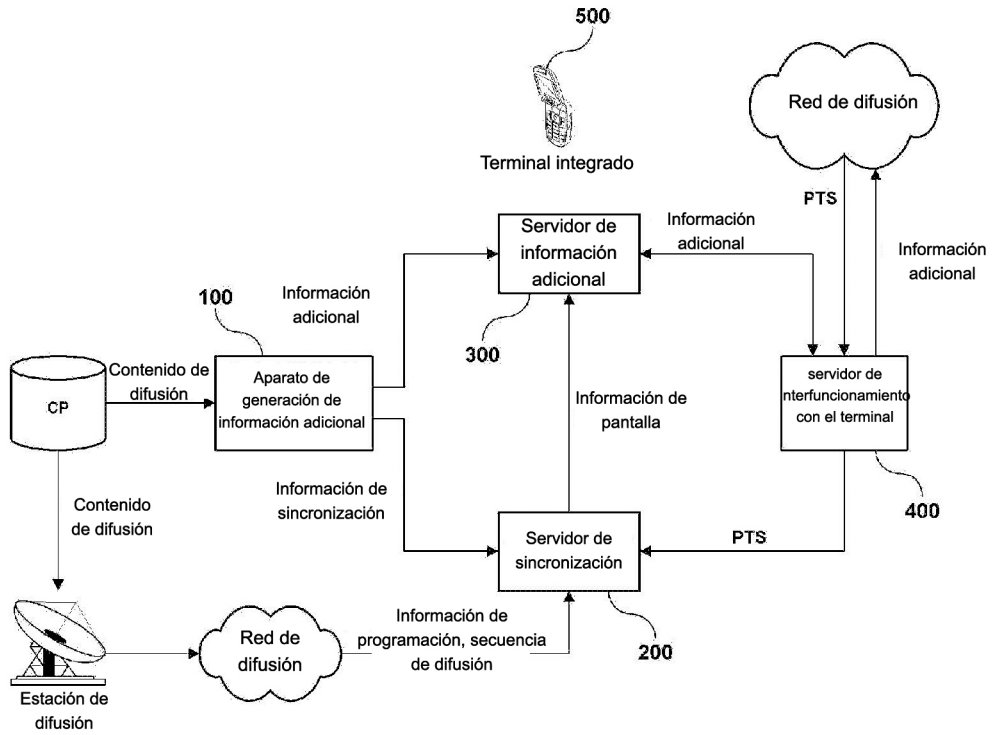 500
Red de difusión
Terminal integrado
PTS
Servidor de
información
adicional
Información
adicional
Información
adicional
100
Información
adicional
300
Contenido de
difusión
CP
Aparato de
generación de
información adicional
Información de
pantalla
servidor de
nterfuncionamiento
con el terminal
Información de
sincronización
400
Contenido
de difusión
Servidor de
sincronización
PTS
Red de
difusión
Información de
programación, secuencia
de difusión
200
Estación de
difusión